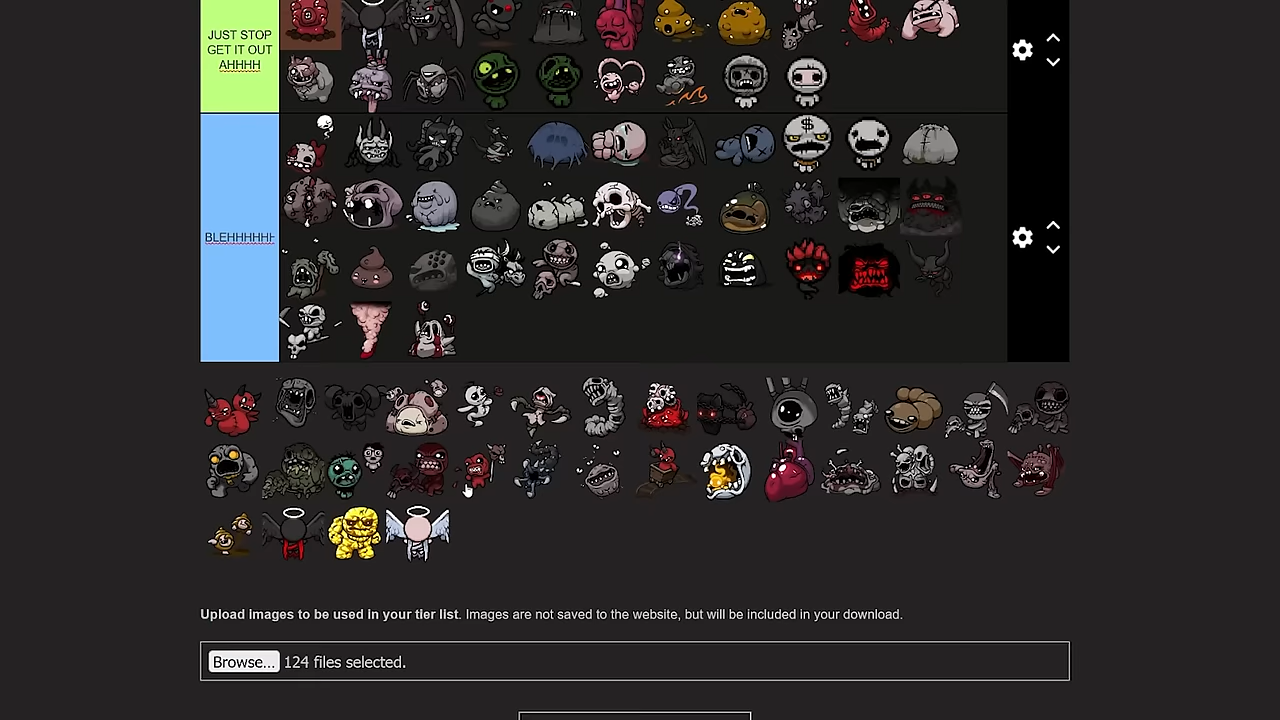 JUST STOP
GET IT OUT
AHHHH
BLEHHHHHH
Upload images to be used in your tier list. Images are not saved to the website, but will be included in your download.
Browse... 124 files selected.